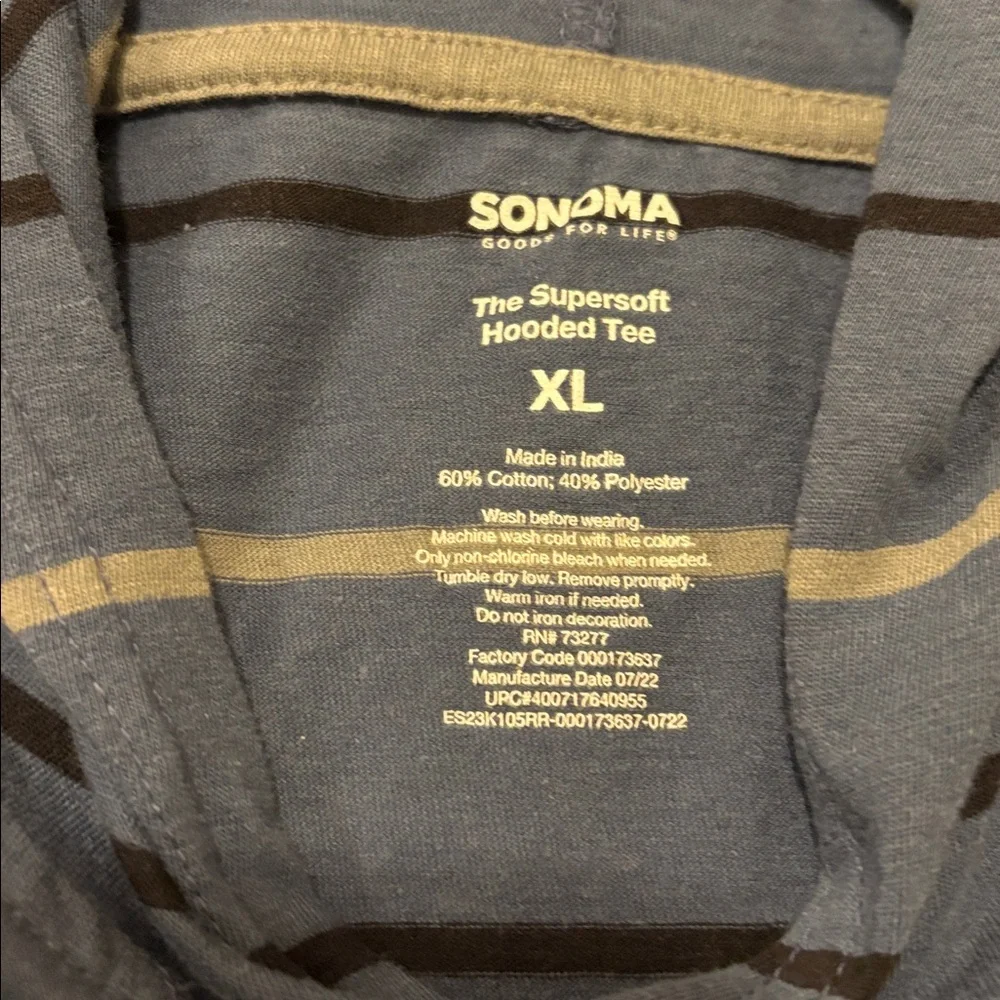 SONOMA
GOODS FOR LIFE®
The Supersoft
Hooded Tee
XL
Made in India
60% Cotton; 40% Polyester
Wash before wearing.
Machine wash cold with like colors.
Only non-chlorine bleach when needed.
Tumble dry low. Remove promptly.
Warm iron if needed.
Do not iron decoration.
RN# 73277
Factory Code 000173637
Manufacture Date 07/22
UPC#400717640955
ES23K105RR-000173637-0722